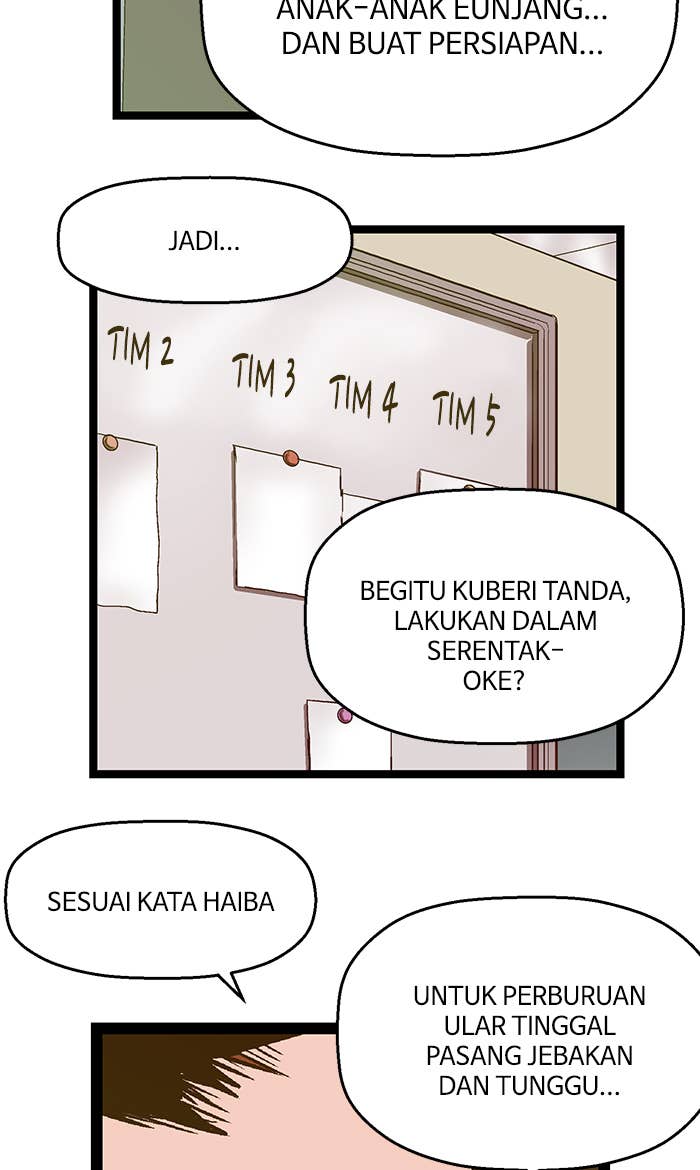 ANAK-ANAK EUNJANG...
DAN BUAT PERSIAPAN...
JADI...
TIM 2
TIM 3
TIM 4
TIM 5
BEGITU KUBERI TANDA,
LAKUKAN DALAM
SERENTAK-
OKE?
SESUAI KATA HAIBA
UNTUK PERBURUAN
ULAR TINGGAL
PASANG JEBAKAN
DAN TUNGGU...